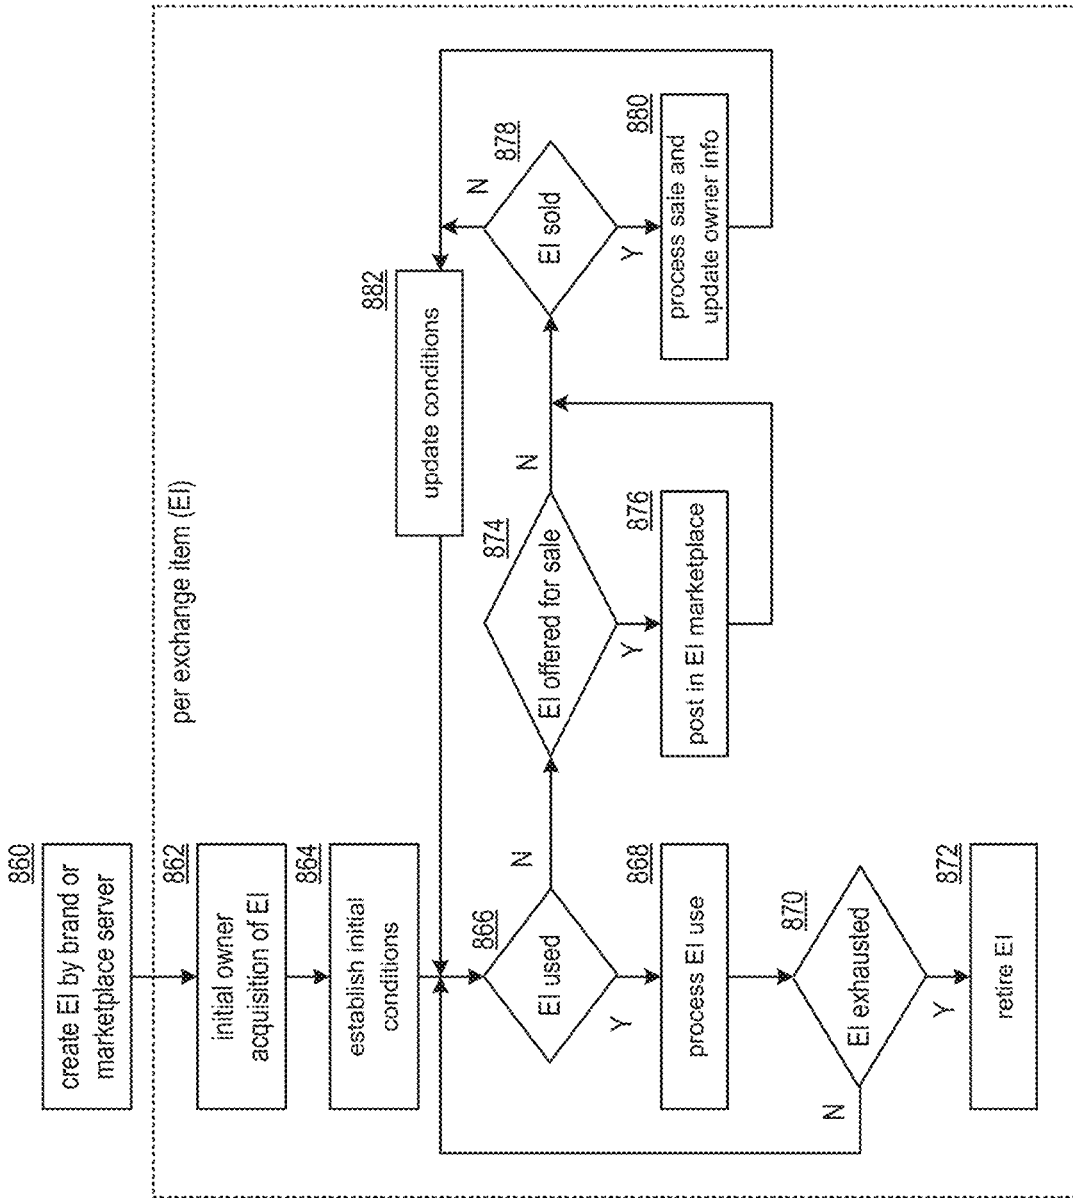 860
create EI by brand or
marketplace server
per exchange item (EI)
862
initial owner
acquisition of EI
864
establish initial
conditions
866
EI used
N
Y
868
process EI use
870
EI exhausted
N
Y
872
retire EI
882
update conditions
874
EI offered for sale
N
Y
876
post in EI marketplace
878
EI sold
N
Y
880
process sale and
update owner info